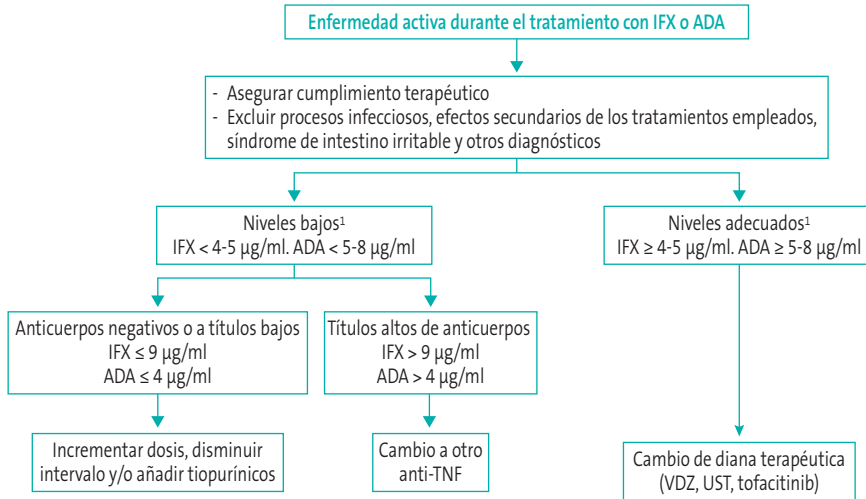 Enfermedad activa durante el tratamiento con IFX o ADA
- Asegurar cumplimiento terapéutico
- Excluir procesos infecciosos, efectos secundarios de los tratamientos empleados,
síndrome de intestino irritable y otros diagnósticos
Niveles bajos¹
IFX < 4-5 µg/ml. ADA < 5-8 µg/ml
Niveles adecuados¹
IFX ≥ 4-5 µg/ml. ADA ≥ 5-8 µg/ml
Anticuerpos negativos o a títulos bajos
IFX ≤ 9 µg/ml
ADA ≤ 4 µg/ml
Títulos altos de anticuerpos
IFX > 9 µg/ml
ADA > 4 µg/ml
Incrementar dosis, disminuir
intervalo y/o añadir tiopurínicos
Cambio a otro
anti-TNF
Cambio de diana terapéutica
(VDZ, UST, tofacitinib)